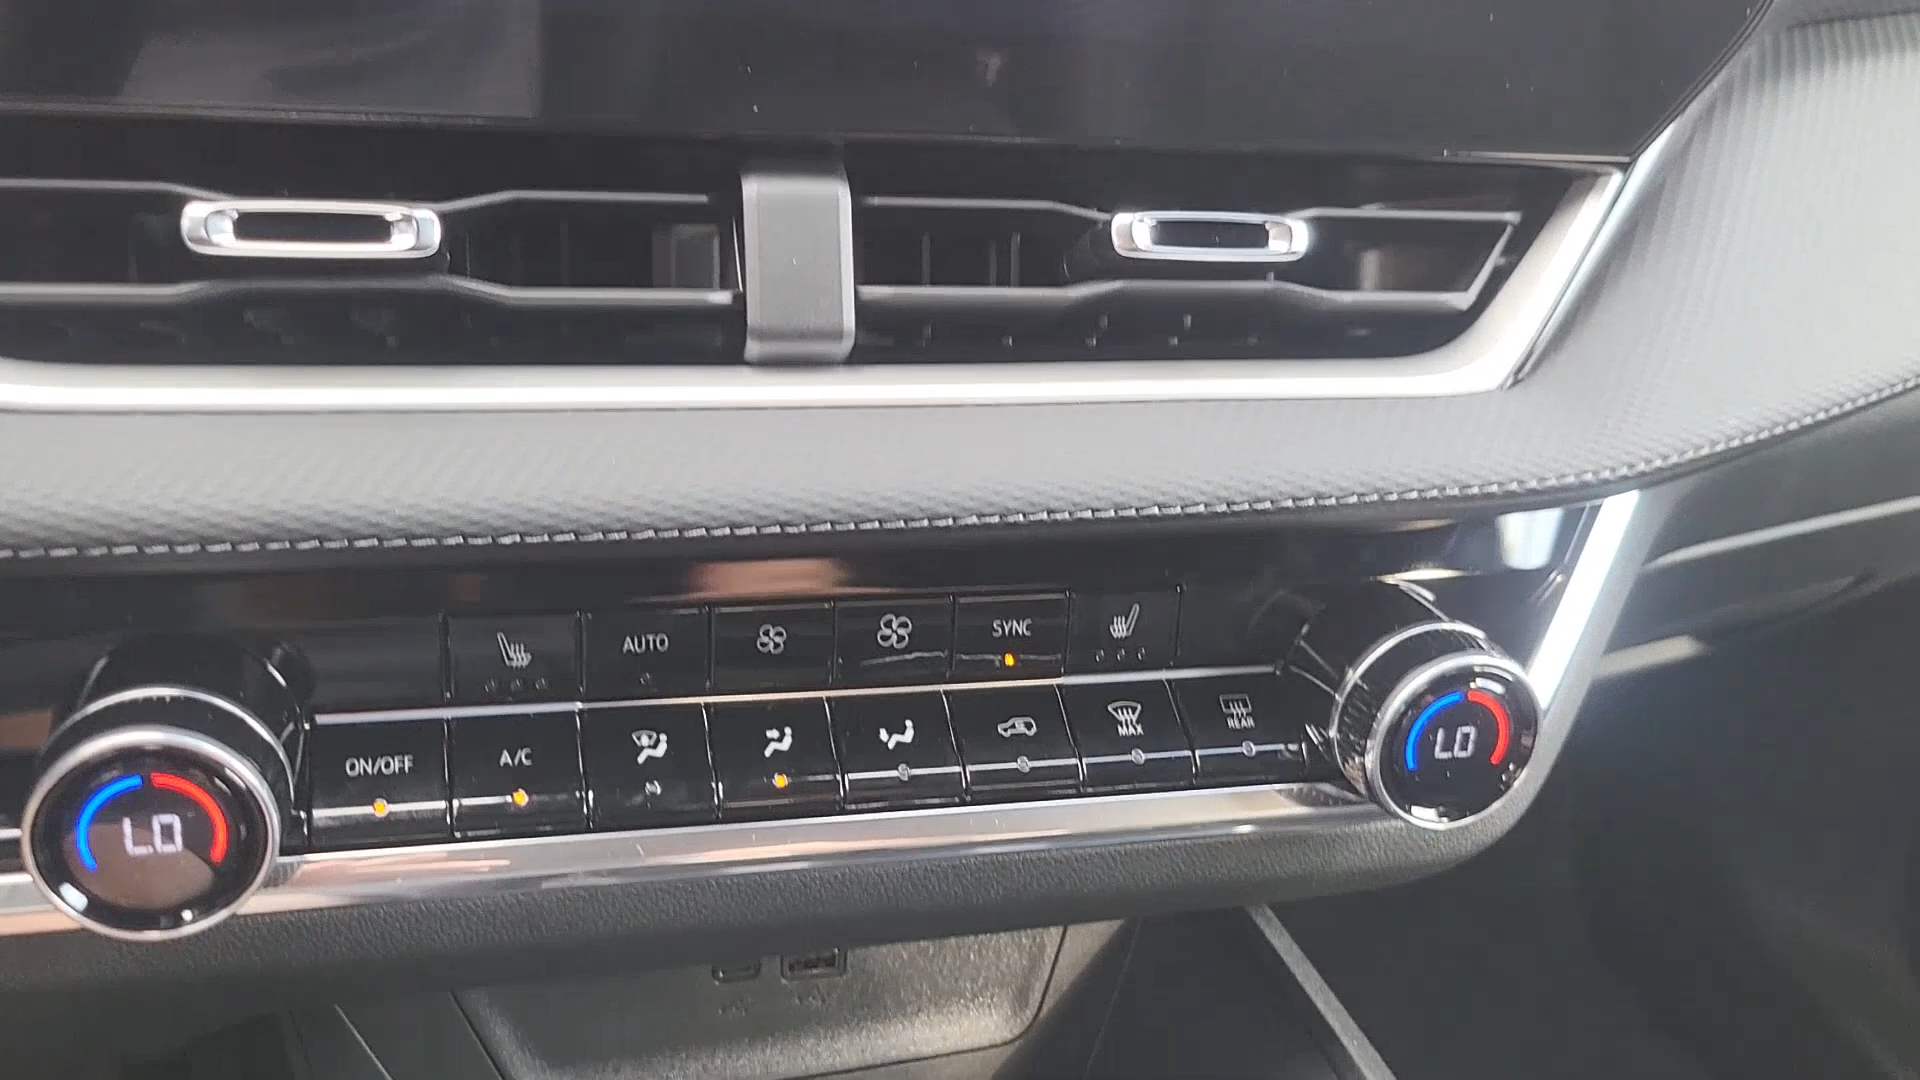 AUTO
SYNC
ON/OFF
A/C
MAX
REAR
LO
LO